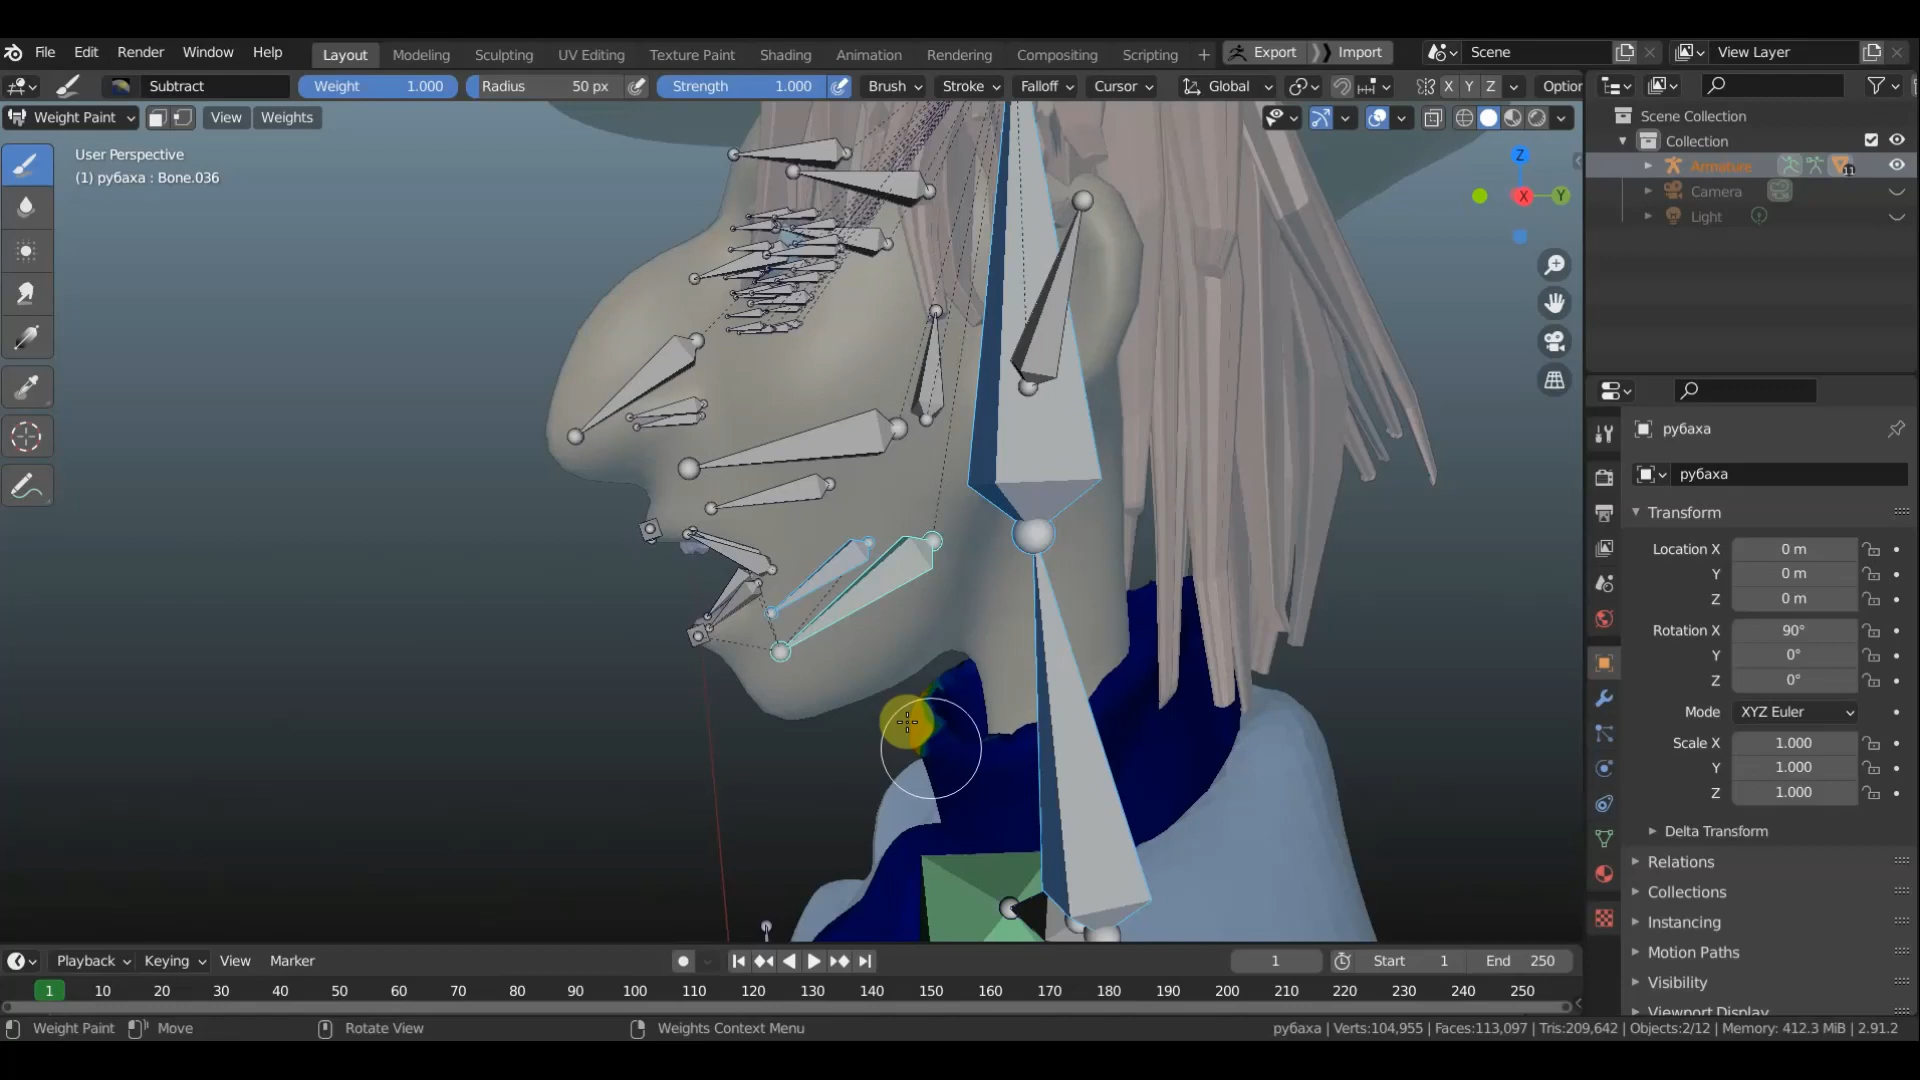 File Edit Render Window Help Layout Modeling Sculpting UV Editing Texture Paint Shading Animation Rendering Compositing Scripting + Export Import Scene View Layer
Subtract Weight 1.000 Radius 50 px Strength 1.000 Brush Stroke Falloff Cursor Global X Y Z Optior
Weight Paint View Weights
User Perspective
(1) рубаха : Bone.036
Z
X
Y
Scene Collection
Collection
Armature 11
Camera
Light
рубаха
рубаха
Transform
Location X 0 m
Y 0 m
Z 0 m
Rotation X 90°
Y 0°
Z 0°
Mode XYZ Euler
Scale X 1.000
Y 1.000
Z 1.000
Delta Transform
Relations
Collections
Instancing
Motion Paths
Visibility
Viewport Display
Playback Keying View Marker 1 Start 1 End 250
1 10 20 30 40 50 60 70 80 90 100 110 120 130 140 150 160 170 180 190 200 210 220 230 240 250
Weight Paint Move Rotate View Weights Context Menu рубаха | Verts:104,955 | Faces:113,097 | Tris:209,642 | Objects:2/12 | Memory: 412.3 MiB | 2.91.2